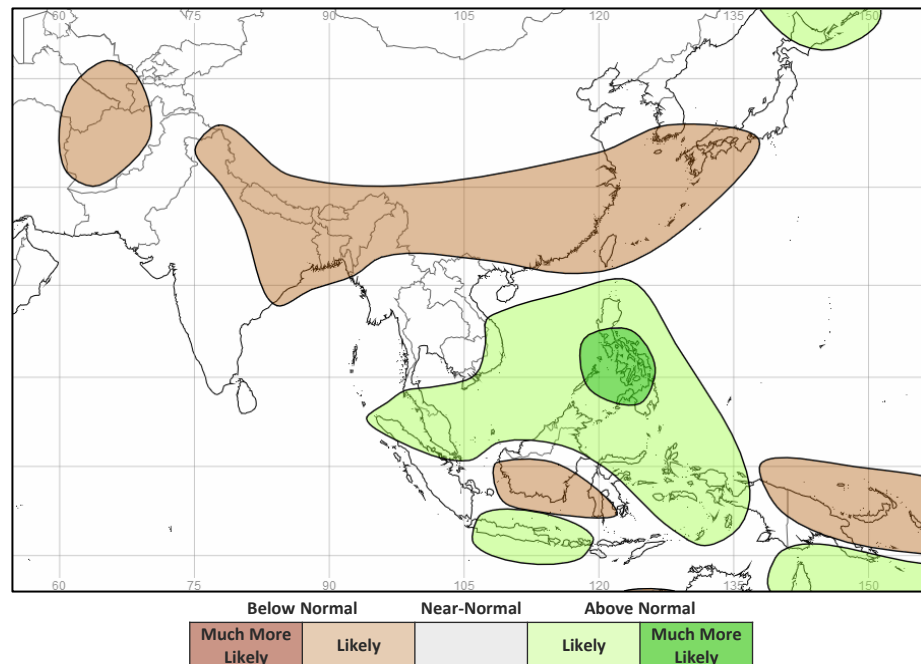 60 75 90 105 120 135 150
60 75 90 105 120 135 150
Below Normal Near-Normal Above Normal
Much More Likely Likely Much More
Likely Likely